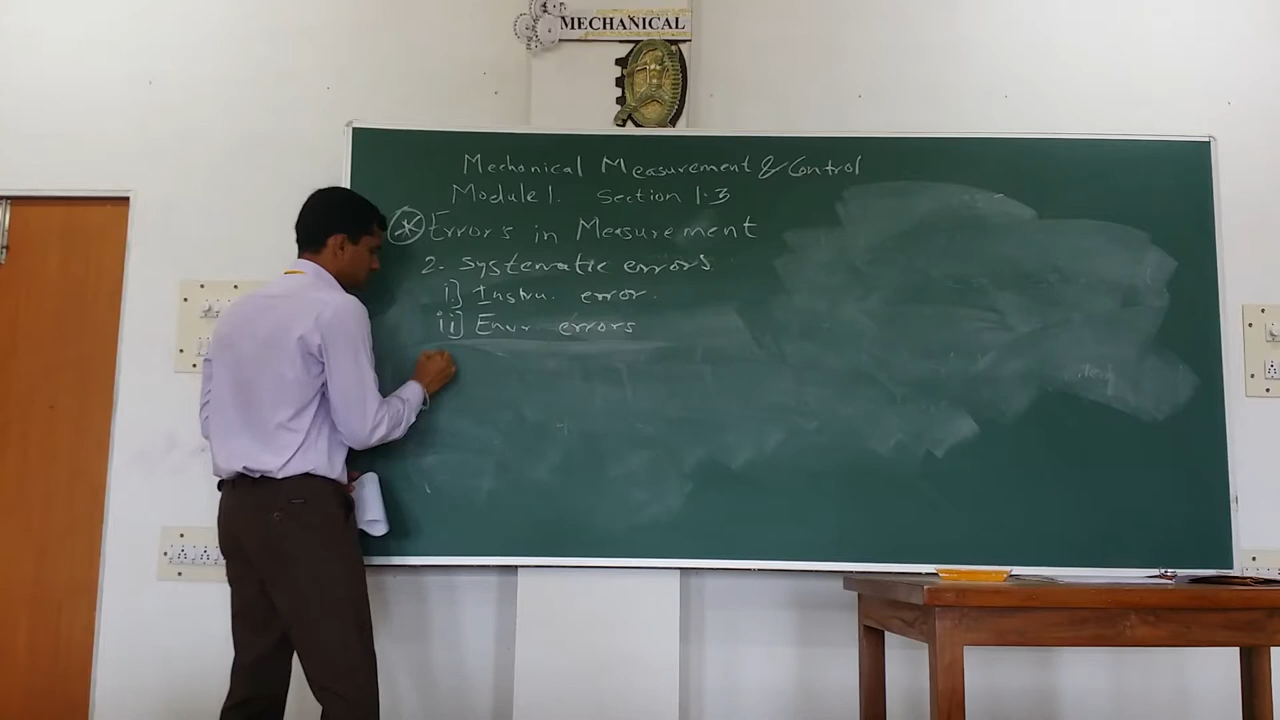 MECHANICAL
Mechanical Measurement & Control
Module 1. Section 1.3
* Errors in Measurement
2. Systematic errors
i] Instru. error.
ii] Envr errors